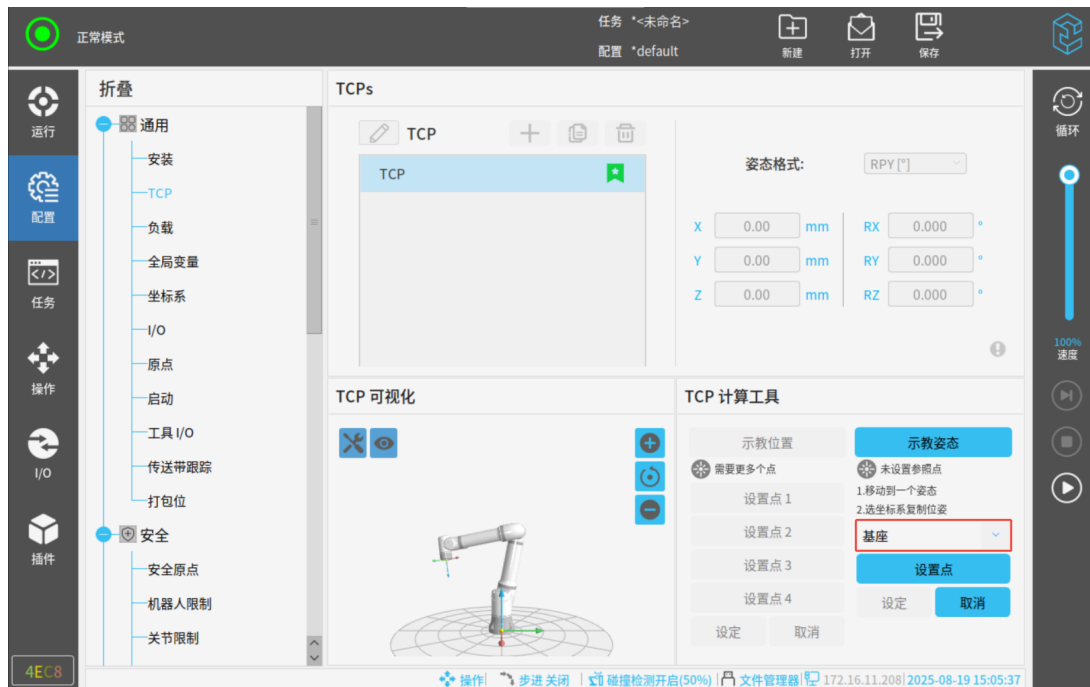 正常模式
任务 *<未命名>
配置 *default
新建
打开
保存
运行
配置
</>
任务
操作
I/O
插件
4EC8
折叠
通用
安装
TCP
负载
全局变量
坐标系
I/O
原点
启动
工具 I/O
传送带跟踪
打包位
安全
安全原点
机器人限制
关节限制
TCPs
TCP
TCP
姿态格式:
RPY [°]
X 0.00 mm RX 0.000 °
Y 0.00 mm RY 0.000 °
Z 0.00 mm RZ 0.000 °
TCP 可视化
TCP 计算工具
示教位置
需要更多个点
设置点 1
设置点 2
设置点 3
设置点 4
设定 取消
示教姿态
未设置参照点
1.移动到一个姿态
2.选坐标系复制位姿
基座
设置点
设定 取消
循环
100%
速度
操作 步进 关闭 碰撞检测开启(50%) 文件管理器 172.16.11.208 2025-08-19 15:05:37